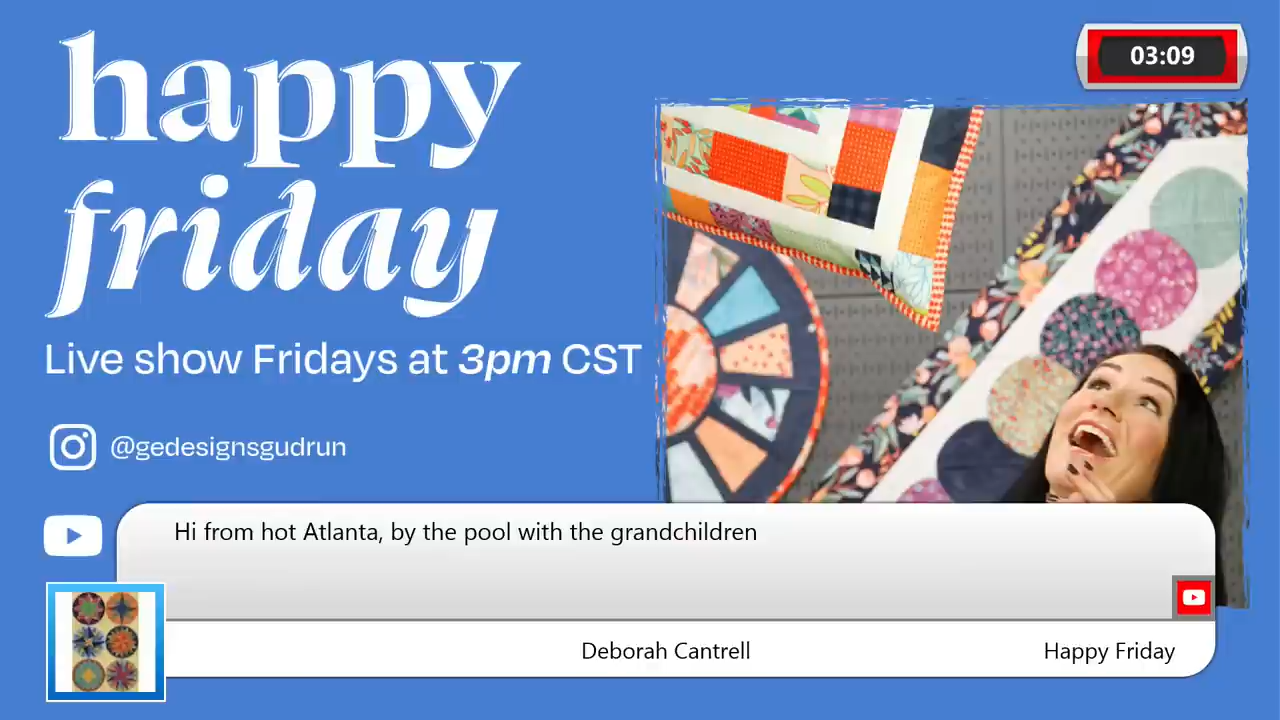 happy
friday
03:09
Live show Fridays at 3pm CST
@gedesignsgudrun
Hi from hot Atlanta, by the pool with the grandchildren
Deborah Cantrell
Happy Friday